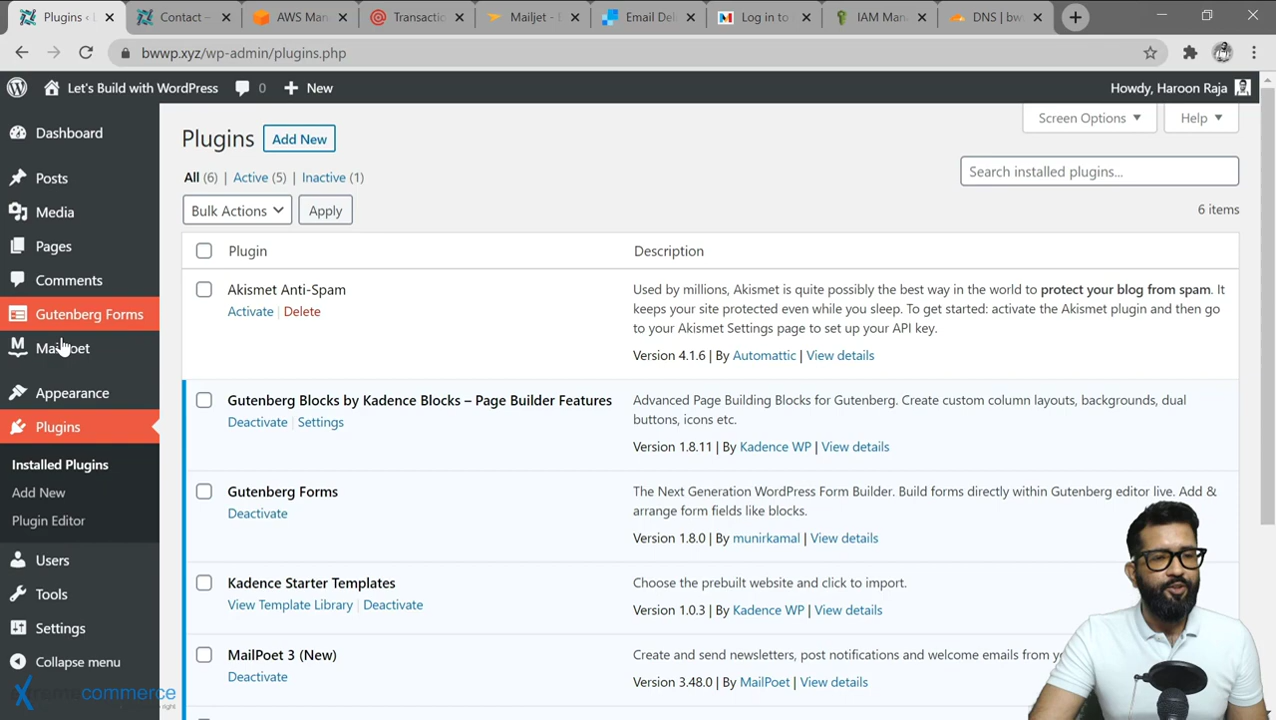 Plugins ‹
Contact –
AWS Man
Transactio
Mailjet - E
Email Del
Log in to
IAM Mana
DNS | bw
bwwp.xyz/wp-admin/plugins.php
Let's Build with WordPress
0
New
Howdy, Haroon Raja
Dashboard
Posts
Media
Pages
Comments
Gutenberg Forms
MailPoet
Appearance
Plugins
Installed Plugins
Add New
Plugin Editor
Users
Tools
Settings
Collapse menu
Plugins
Add New
Screen Options
Help
All (6) | Active (5) | Inactive (1)
Search installed plugins...
Bulk Actions
Apply
6 items
Plugin
Description
Akismet Anti-Spam
Activate | Delete
Used by millions, Akismet is quite possibly the best way in the world to protect your blog from spam. It
keeps your site protected even while you sleep. To get started: activate the Akismet plugin and then go
to your Akismet Settings page to set up your API key.
Version 4.1.6 | By Automattic | View details
Gutenberg Blocks by Kadence Blocks – Page Builder Features
Deactivate | Settings
Advanced Page Building Blocks for Gutenberg. Create custom column layouts, backgrounds, dual
buttons, icons etc.
Version 1.8.11 | By Kadence WP | View details
Gutenberg Forms
Deactivate
The Next Generation WordPress Form Builder. Build forms directly within Gutenberg editor live. Add &
arrange form fields like blocks.
Version 1.8.0 | By munirkamal | View details
Kadence Starter Templates
View Template Library | Deactivate
Choose the prebuilt website and click to import.
Version 1.0.3 | By Kadence WP | View details
MailPoet 3 (New)
Deactivate
Create and send newsletters, post notifications and welcome emails from yo
Version 3.48.0 | By MailPoet | View details
commerce
right